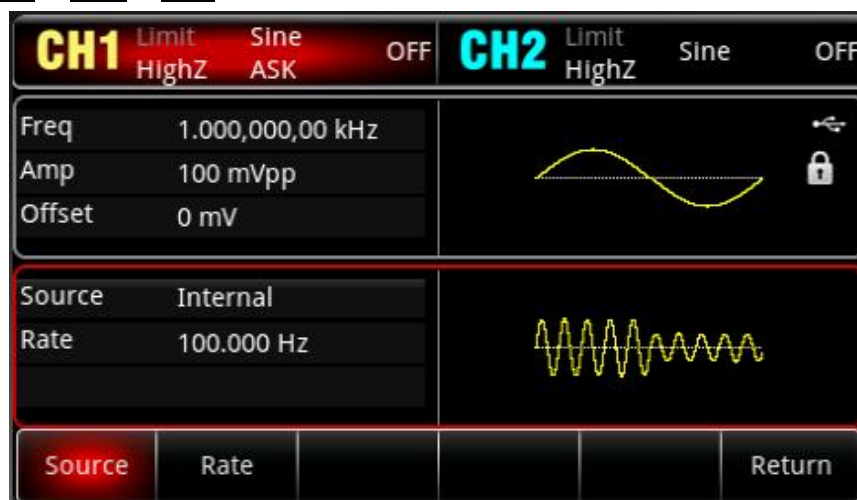 CH1 Limit Sine OFF CH2 Limit Sine OFF
HighZ ASK HighZ
Freq 1.000,000,00 kHz
Amp 100 mVpp
Offset 0 mV
Source Internal
Rate 100.000 Hz
Source Rate Return